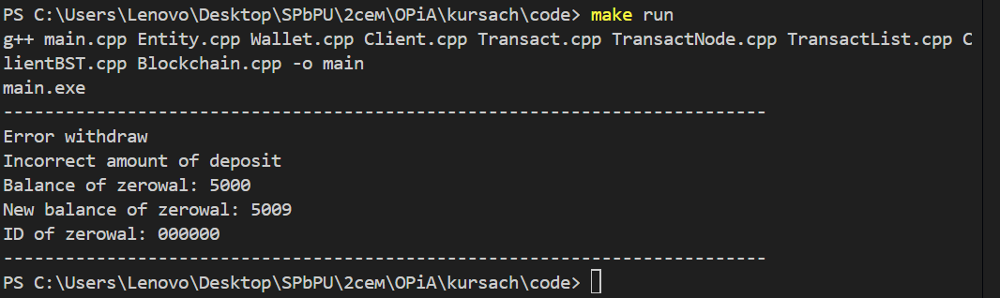 PS C:\Users\Lenovo\Desktop\SPbPU\2сем\OPiA\kursach\code> make run
g++ main.cpp Entity.cpp Wallet.cpp Client.cpp Transact.cpp TransactNode.cpp TransactList.cpp C
lientBST.cpp Blockchain.cpp -o main
main.exe
--------------------------------------------------------------------------
Error withdraw
Incorrect amount of deposit
Balance of zerowal: 5000
New balance of zerowal: 5009
ID of zerowal: 000000
--------------------------------------------------------------------------
PS C:\Users\Lenovo\Desktop\SPbPU\2сем\OPiA\kursach\code>